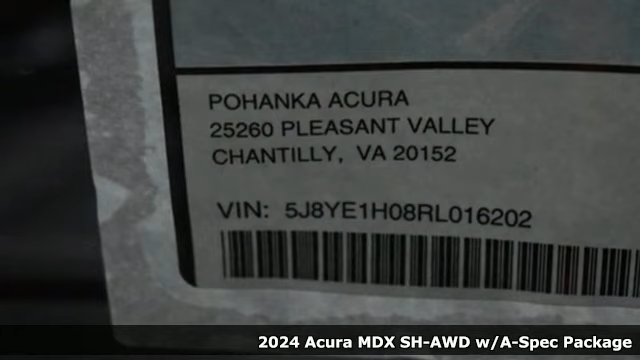 POHANKA ACURA
25260 PLEASANT VALLEY
CHANTILLY, VA 20152
VIN: 5J8YE1H08RL016202
2024 Acura MDX SH-AWD w/A-Spec Package